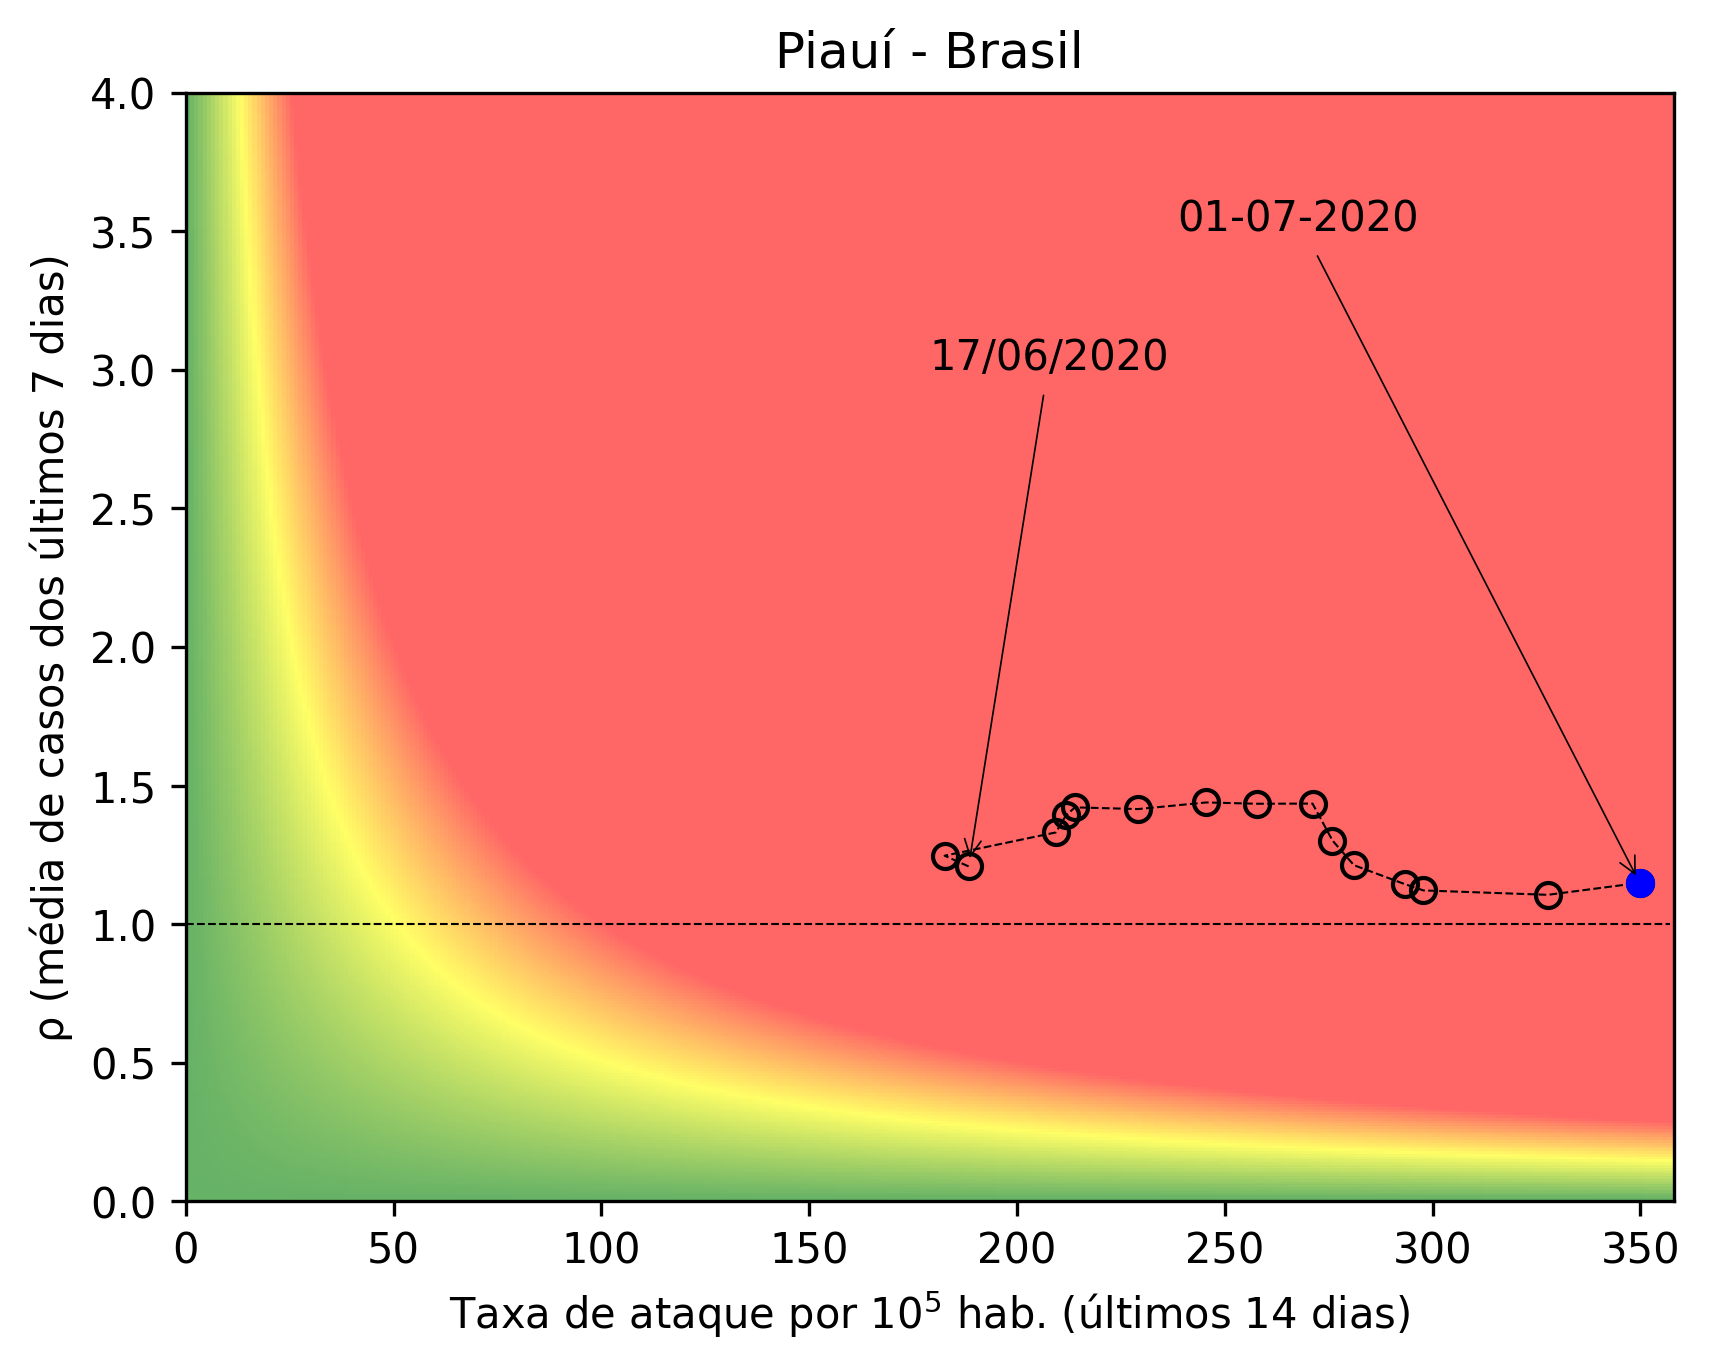 Piauí - Brasil
4.0
3.5
3.0
2.5
2.0
1.5
1.0
0.5
0.0
ρ (média de casos dos últimos 7 dias)
01-07-2020
17/06/2020
0 50 100 150 200 250 300 350
Taxa de ataque por 10⁵ hab. (últimos 14 dias)